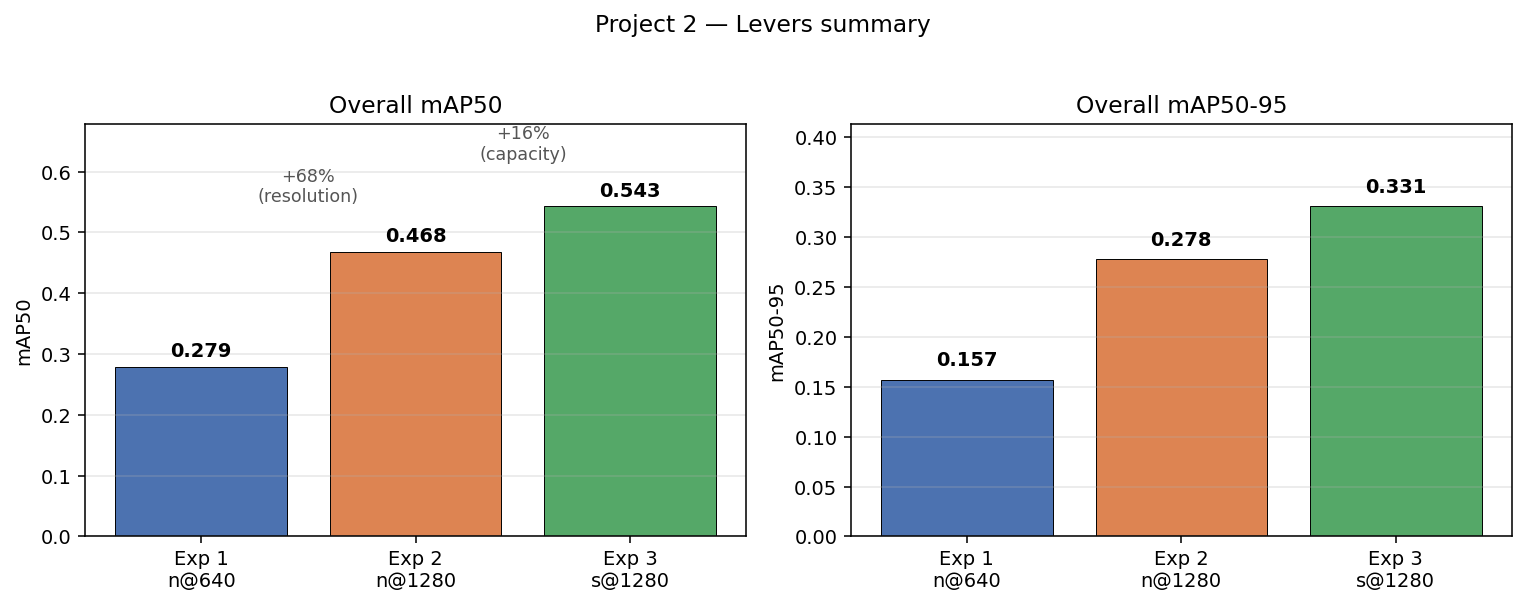 Project 2 — Levers summary
Overall mAP50
mAP50
0.6
0.5
0.4
0.3
0.2
0.1
0.0
+68%
(resolution)
+16%
(capacity)
0.279
0.468
0.543
Exp 1
n@640
Exp 2
n@1280
Exp 3
s@1280
Overall mAP50-95
mAP50-95
0.40
0.35
0.30
0.25
0.20
0.15
0.10
0.05
0.00
0.157
0.278
0.331
Exp 1
n@640
Exp 2
n@1280
Exp 3
s@1280